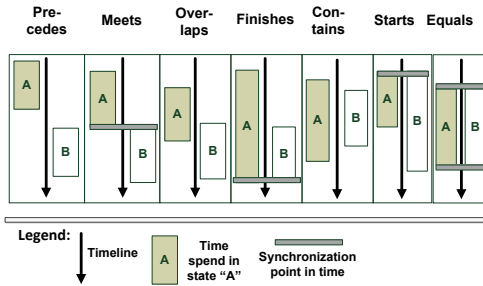 Pre-
cedes
Meets
Over-
laps
Finishes
Con-
tains
Starts
Equals
A
B
A
B
A
B
A
B
A
B
A
B
A
B
Legend:
Timeline
A
Time
spend in
state “A”
Synchronization
point in time